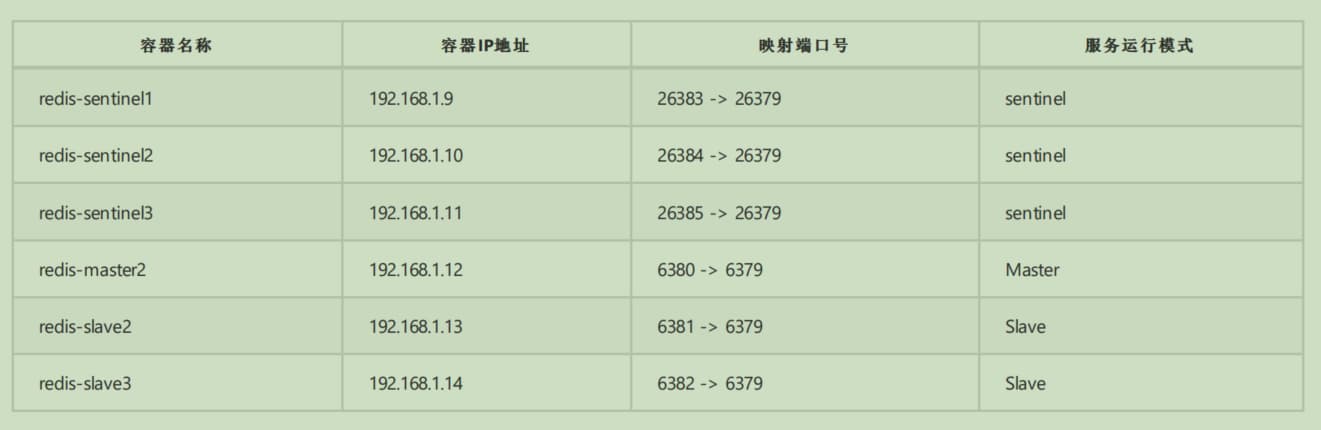 容器名称 容器IP地址 映射端口号 服务运行模式
redis-sentinel1 192.168.1.9 26383 -> 26379 sentinel
redis-sentinel2 192.168.1.10 26384 -> 26379 sentinel
redis-sentinel3 192.168.1.11 26385 -> 26379 sentinel
redis-master2 192.168.1.12 6380 -> 6379 Master
redis-slave2 192.168.1.13 6381 -> 6379 Slave
redis-slave3 192.168.1.14 6382 -> 6379 Slave